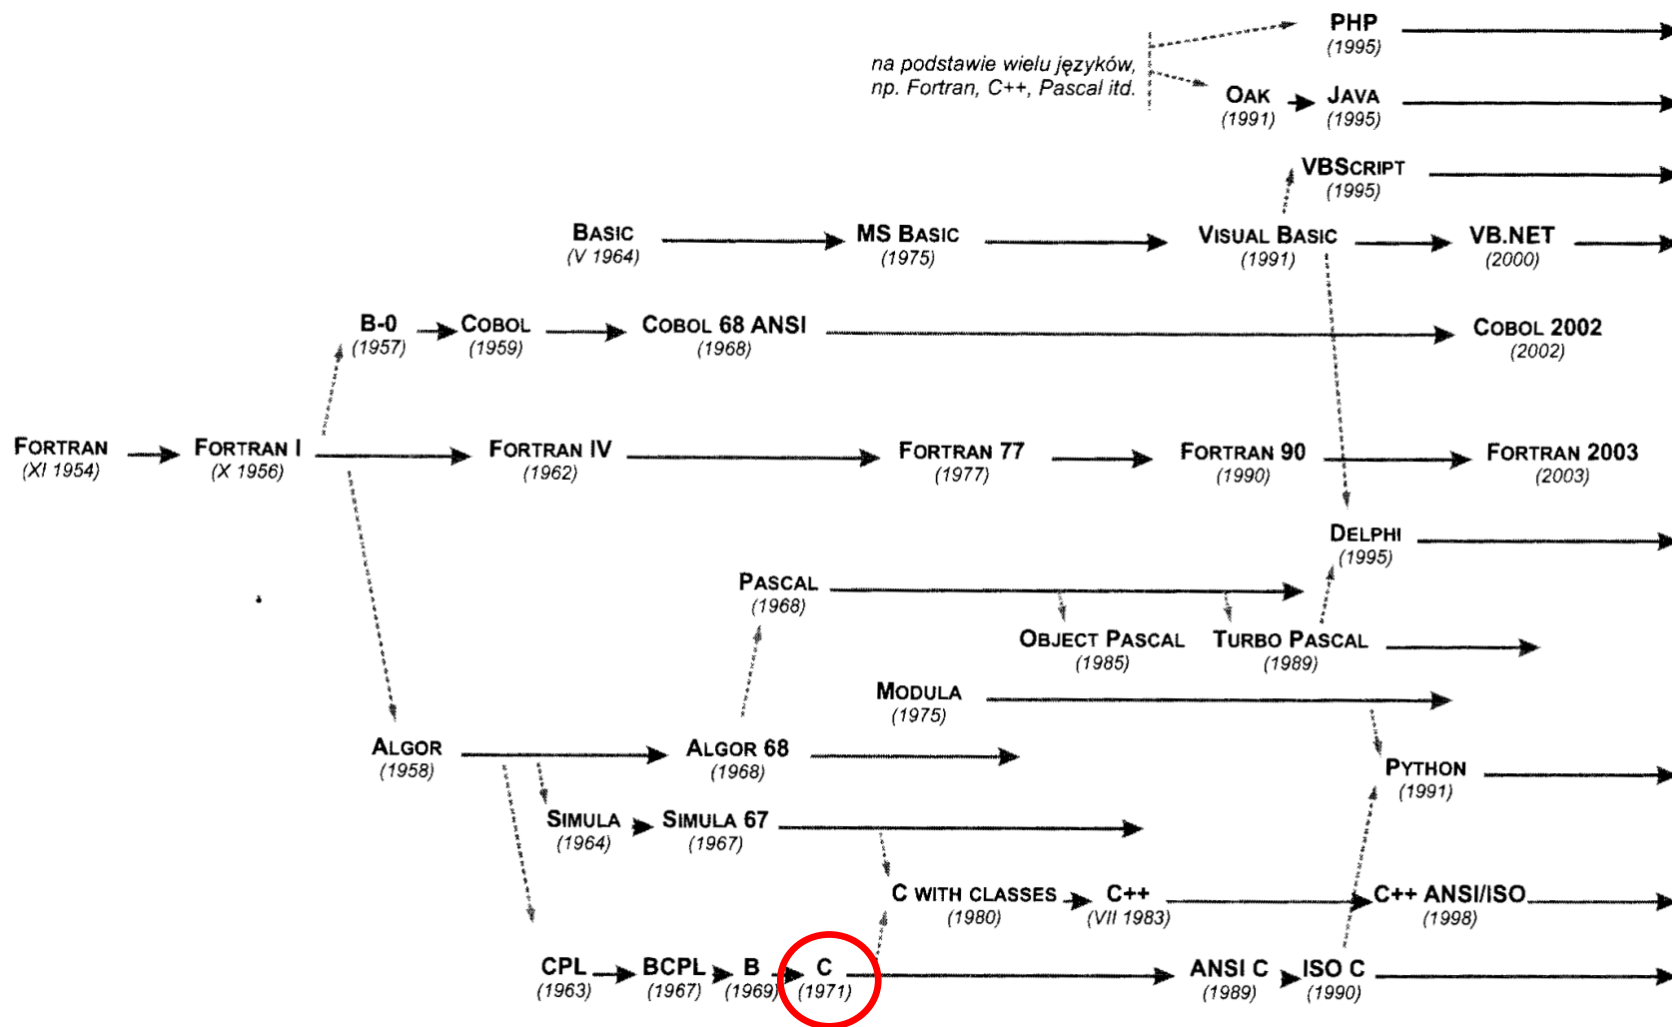 PHP
(1995)
na podstawie wielu języków,
np. Fortran, C++, Pascal itd.
OAK
(1991)
JAVA
(1995)
VBSCRIPT
(1995)
BASIC
(V 1964)
MS BASIC
(1975)
VISUAL BASIC
(1991)
VB.NET
(2000)
B-0
(1957)
COBOL
(1959)
COBOL 68 ANSI
(1968)
COBOL 2002
(2002)
FORTRAN
(XI 1954)
FORTRAN I
(X 1956)
FORTRAN IV
(1962)
FORTRAN 77
(1977)
FORTRAN 90
(1990)
FORTRAN 2003
(2003)
DELPHI
(1995)
PASCAL
(1968)
OBJECT PASCAL
(1985)
TURBO PASCAL
(1989)
MODULA
(1975)
ALGOR
(1958)
ALGOR 68
(1968)
PYTHON
(1991)
SIMULA
(1964)
SIMULA 67
(1967)
C WITH CLASSES
(1980)
C++
(VII 1983)
C++ ANSI/ISO
(1998)
CPL
(1963)
BCPL
(1967)
B
(1969)
C
(1971)
ANSI C
(1989)
ISO C
(1990)